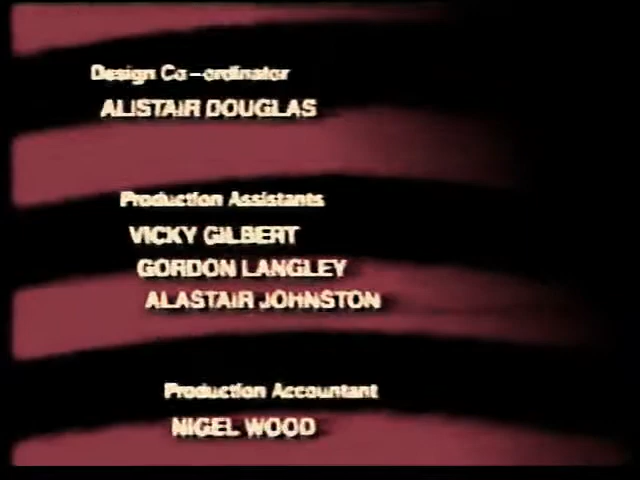 Design Co-ordinator
ALISTAIR DOUGLAS
Production Assistants
VICKY GILBERT
GORDON LANGLEY
ALASTAIR JOHNSTON
Production Accountant
NIGEL WOOD